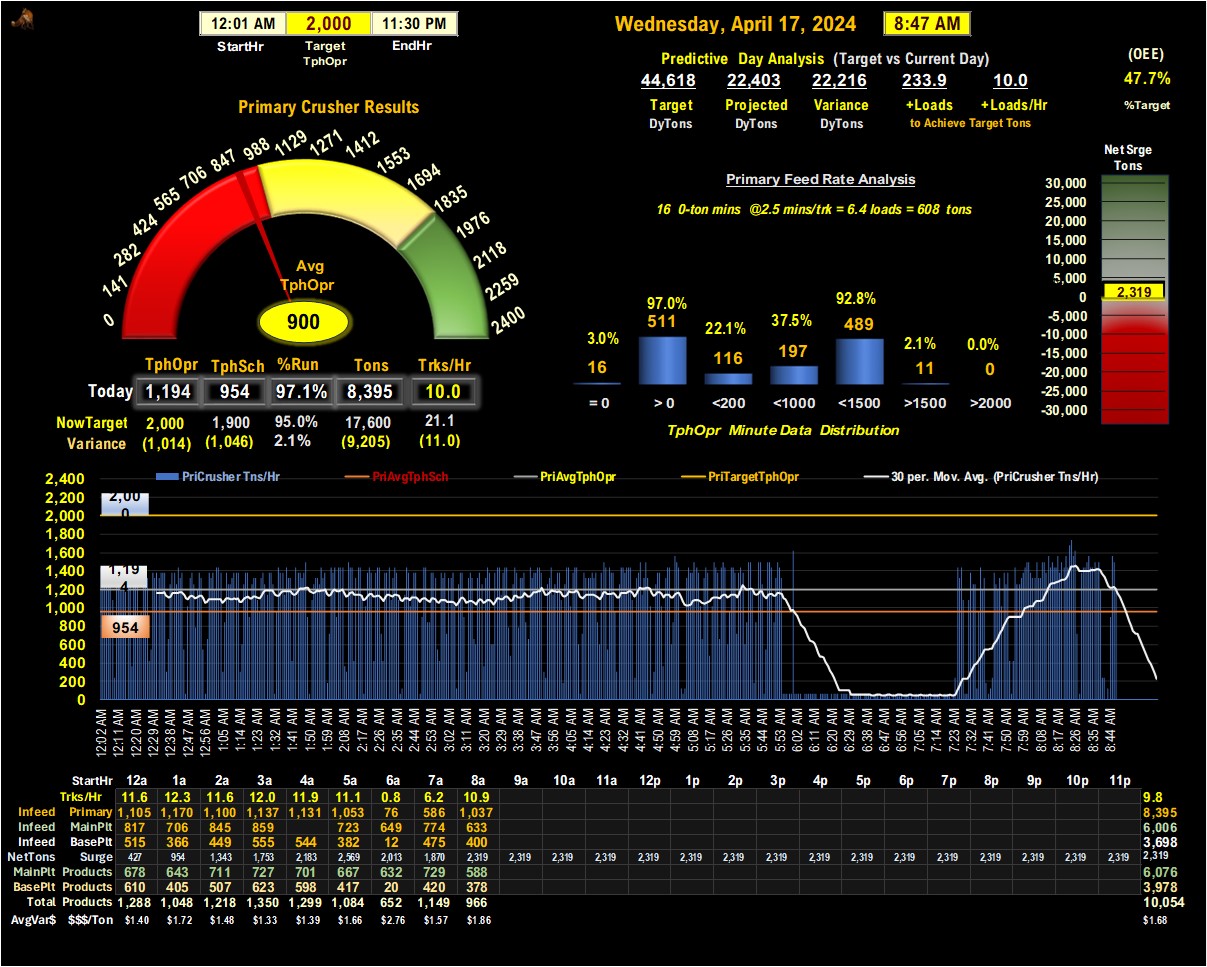 12:01 AM 2,000 11:30 PM
StartHr Target EndHr
TphOpr
Wednesday, April 17, 2024 8:47 AM
Predictive Day Analysis (Target vs Current Day)
44,618 22,403 22,216 233.9 10.0
Target Projected Variance +Loads +Loads/Hr
DyTons DyTons DyTons to Achieve Target Tons
(OEE)
47.7%
%Target
Primary Crusher Results
0 141 282 424 565 706 847 988 1129 1271 1412 1553 1694 1835 1976 2118 2259 2400
Avg
TphOpr
900
TphOpr TphSch %Run Tons Trks/Hr
Today 1,194 954 97.1% 8,395 10.0
NowTarget 2,000 1,900 95.0% 17,600 21.1
Variance (1,014) (1,046) 2.1% (9,205) (11.0)
Primary Feed Rate Analysis
16 0-ton mins @2.5 mins/trk = 6.4 loads = 608 tons
3.0% 97.0% 22.1% 37.5% 92.8% 2.1% 0.0%
16 511 116 197 489 11 0
= 0 > 0 <200 <1000 <1500 >1500 >2000
TphOpr Minute Data Distribution
Net Srge
Tons
30,000
25,000
20,000
15,000
10,000
5,000
0 2,319
-5,000
-10,000
-15,000
-20,000
-25,000
-30,000
PriCrusher Tns/Hr PriAvgTphSch PriAvgTphOpr PriTargetTphOpr 30 per. Mov. Avg. (PriCrusher Tns/Hr)
2,400
2,200 2,00
2,000 0
1,800
1,600
1,400 1,19
1,200 4
1,000
800 954
600
400
200
0
12:02 AM 12:11 AM 12:20 AM 12:29 AM 12:38 AM 12:47 AM 12:56 AM 1:05 AM 1:14 AM 1:23 AM 1:32 AM 1:41 AM 1:50 AM 1:59 AM 2:08 AM 2:17 AM 2:26 AM 2:35 AM 2:44 AM 2:53 AM 3:02 AM 3:11 AM 3:20 AM 3:29 AM 3:38 AM 3:47 AM 3:56 AM 4:05 AM 4:14 AM 4:23 AM 4:32 AM 4:41 AM 4:50 AM 4:59 AM 5:08 AM 5:17 AM 5:26 AM 5:35 AM 5:44 AM 5:53 AM 6:02 AM 6:11 AM 6:20 AM 6:29 AM 6:38 AM 6:47 AM 6:56 AM 7:05 AM 7:14 AM 7:23 AM 7:32 AM 7:41 AM 7:50 AM 7:59 AM 8:08 AM 8:17 AM 8:26 AM 8:35 AM 8:44 AM
StartHr 12a 1a 2a 3a 4a 5a 6a 7a 8a 9a 10a 11a 12p 1p 2p 3p 4p 5p 6p 7p 8p 9p 10p 11p
Trks/Hr 11.6 12.3 11.6 12.0 11.9 11.1 0.8 6.2 10.9 9.8
Infeed Primary 1,105 1,170 1,100 1,137 1,131 1,053 76 586 1,037 8,395
Infeed MainPlt 817 706 845 859 723 649 774 633 6,006
Infeed BasePlt 515 366 449 555 544 382 12 475 400 3,698
NetTons Surge 427 954 1,343 1,753 2,183 2,569 2,013 1,870 2,319 2,319 2,319 2,319 2,319 2,319 2,319 2,319 2,319 2,319 2,319 2,319 2,319 2,319 2,319 2,319 2,319
MainPlt Products 678 643 711 727 701 667 632 729 588 6,076
BasePlt Products 610 405 507 623 598 417 20 420 378 3,978
Total Products 1,288 1,048 1,218 1,350 1,299 1,084 652 1,149 966 10,054
AvgVar$ $$$/Ton $1.40 $1.72 $1.48 $1.33 $1.39 $1.66 $2.76 $1.57 $1.86 $1.68